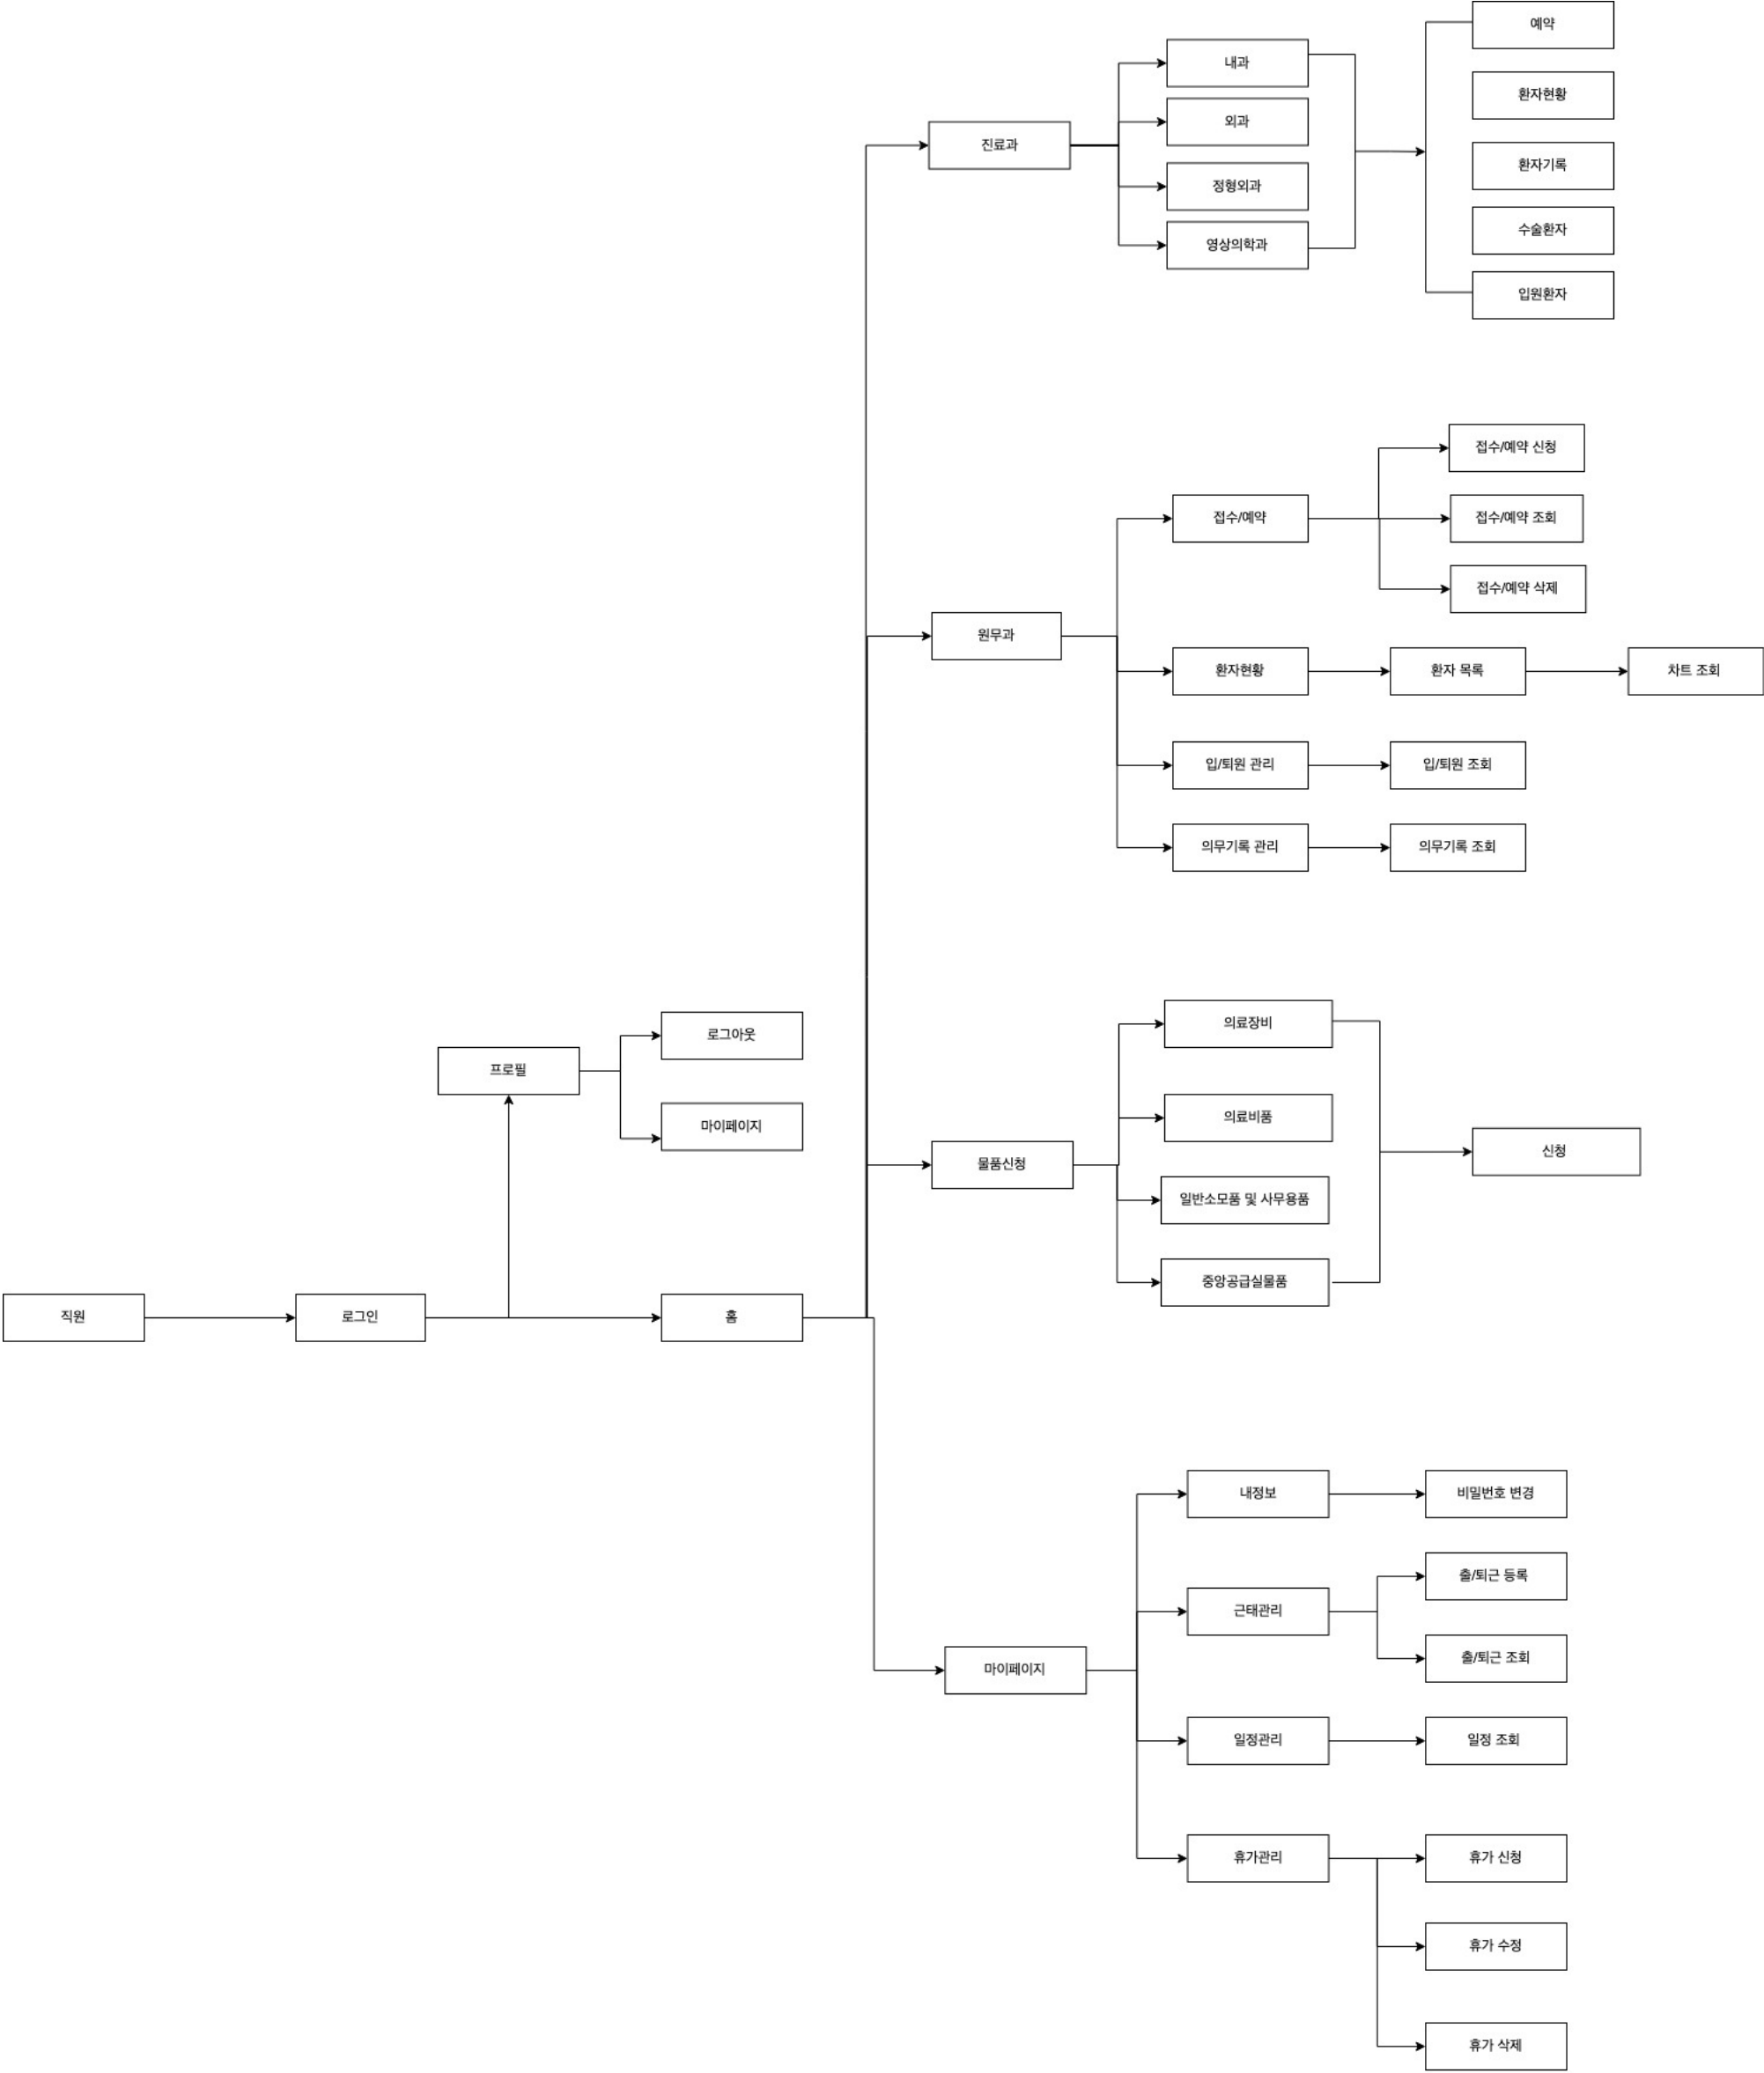 예약
내과
환자현황
외과
진료과
환자기록
정형외과
수술환자
영상의학과
입원환자
접수/예약 신청
접수/예약
접수/예약 조회
접수/예약 삭제
원무과
환자현황
환자 목록
차트 조회
입/퇴원 관리
입/퇴원 조회
의무기록 관리
의무기록 조회
로그아웃
의료장비
프로필
마이페이지
의료비품
물품신청
신청
일반소모품 및 사무용품
중앙공급실물품
직원
로그인
홈
내정보
비밀번호 변경
출/퇴근 등록
근태관리
출/퇴근 조회
마이페이지
일정관리
일정 조회
휴가관리
휴가 신청
휴가 수정
휴가 삭제